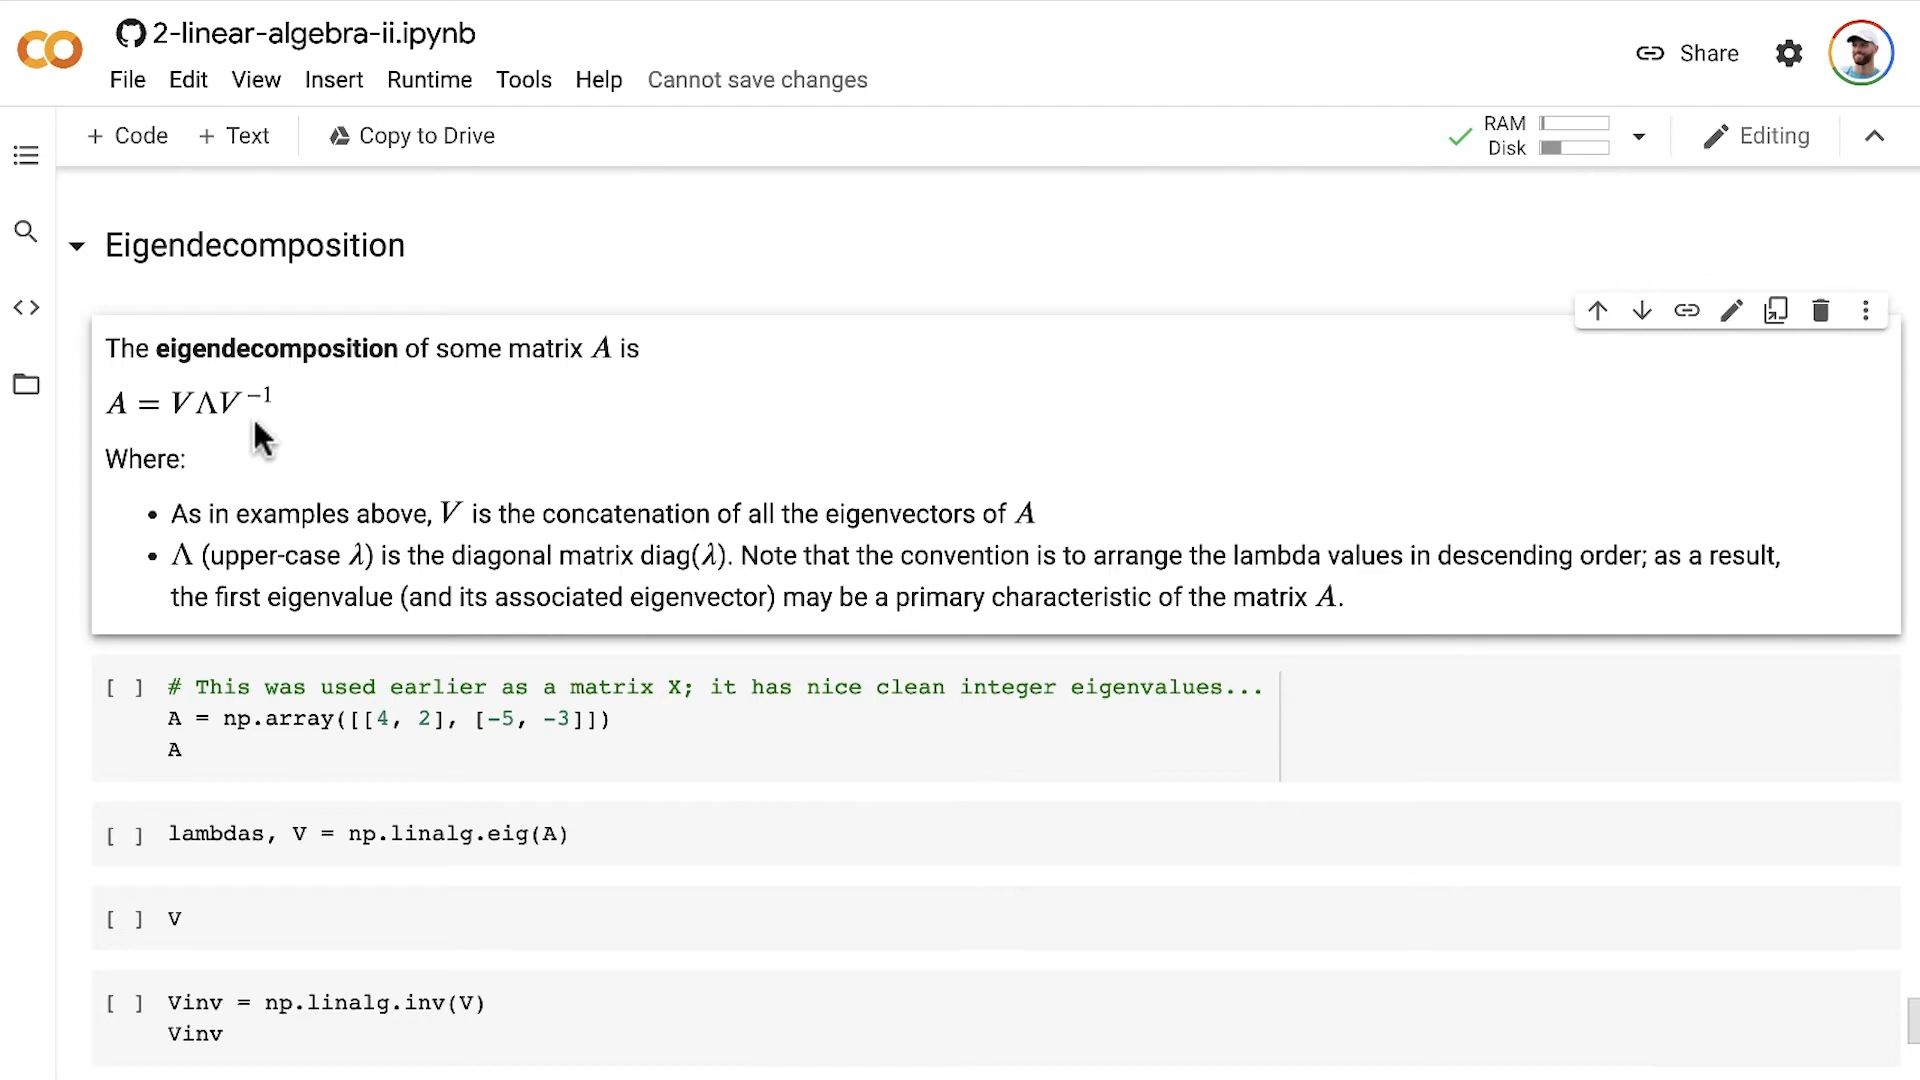 2-linear-algebra-ii.ipynb
File Edit View Insert Runtime Tools Help Cannot save changes
Share
+ Code + Text Copy to Drive
RAM
Disk
Editing
Eigendecomposition
The eigendecomposition of some matrix A is
A = VΛV⁻¹
Where:
• As in examples above, V is the concatenation of all the eigenvectors of A
• Λ (upper-case λ) is the diagonal matrix diag(λ). Note that the convention is to arrange the lambda values in descending order; as a result,
the first eigenvalue (and its associated eigenvector) may be a primary characteristic of the matrix A.
[ ] # This was used earlier as a matrix X; it has nice clean integer eigenvalues...
A = np.array([[4, 2], [-5, -3]])
A
[ ] lambdas, V = np.linalg.eig(A)
[ ] V
[ ] Vinv = np.linalg.inv(V)
Vinv